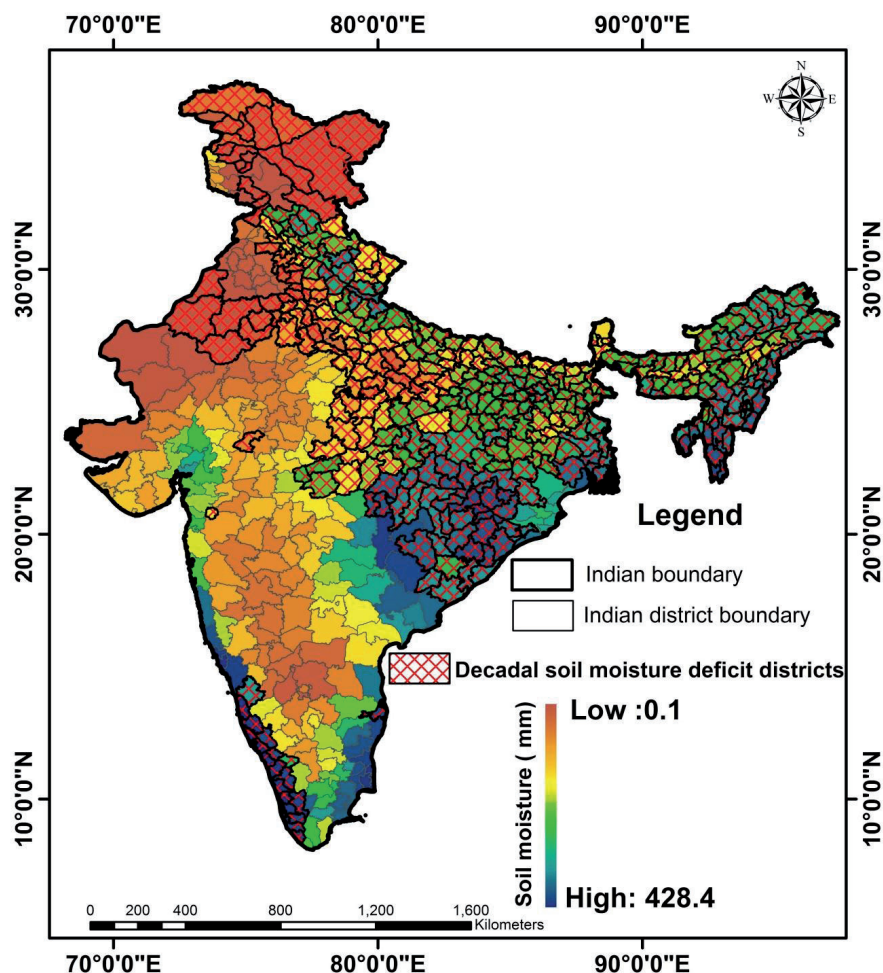 70°0'0"E 80°0'0"E 90°0'0"E
N
W E
S
30°0'0"N 30°0'0"N
20°0'0"N 20°0'0"N
10°0'0"N 10°0'0"N
Legend
Indian boundary
Indian district boundary
Decadal soil moisture deficit districts
Soil moisture ( mm)
Low :0.1
High: 428.4
0 200 400 800 1,200 1,600
Kilometers
70°0'0"E 80°0'0"E 90°0'0"E